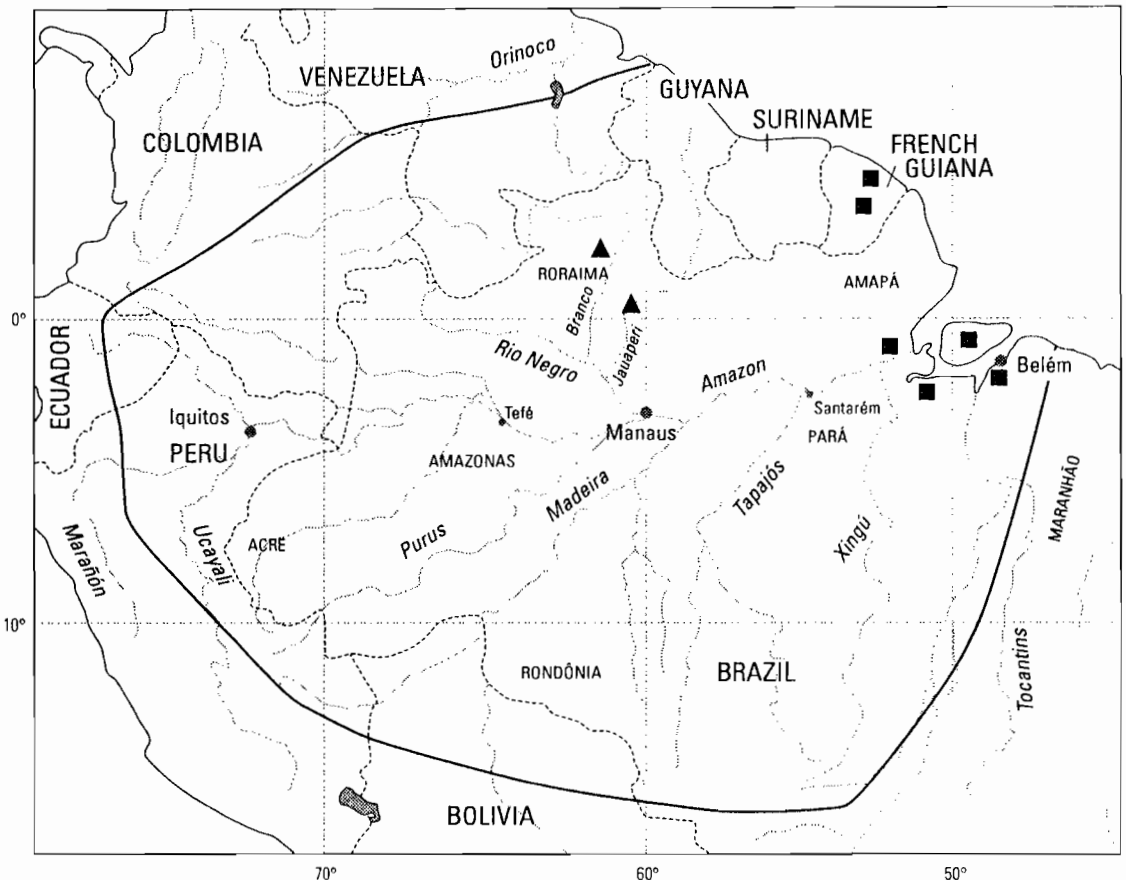 Orinoco
VENEZUELA
GUYANA
SURINAME
COLOMBIA
FRENCH
GUIANA
RORAIMA
AMAPÁ
Branco
0°
ECUADOR
Rio Negro
Jauaperi
Amazon
Belém
Iquitos
Tefé
Santarém
PERU
Manaus
PARÁ
AMAZONAS
Madeira
Tapajós
MARANHÃO
Marañón
Ucayali
ACRE
Purus
Xingú
10°
RONDÔNIA
BRAZIL
Tocantins
BOLIVIA
70°
60°
50°